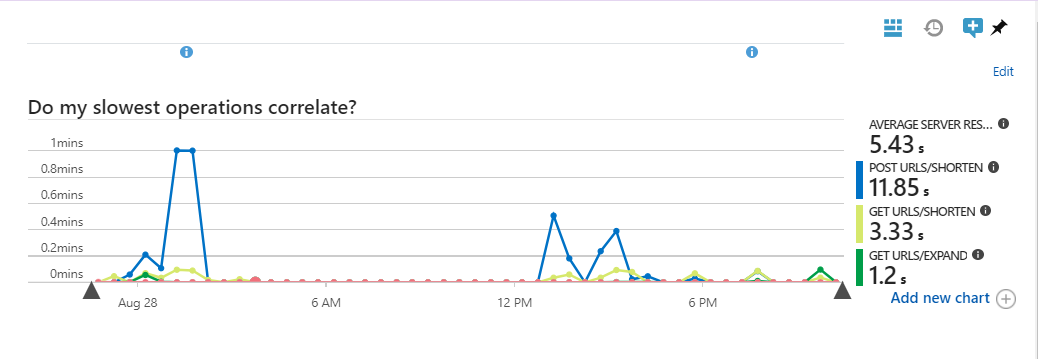 Edit
Do my slowest operations correlate?
1mins
0.8mins
0.6mins
0.4mins
0.2mins
0mins
Aug 28
6 AM
12 PM
6 PM
AVERAGE SERVER RES...
5.43 s
POST URLS/SHORTEN
11.85 s
GET URLS/SHORTEN
3.33 s
GET URLS/EXPAND
1.2 s
Add new chart